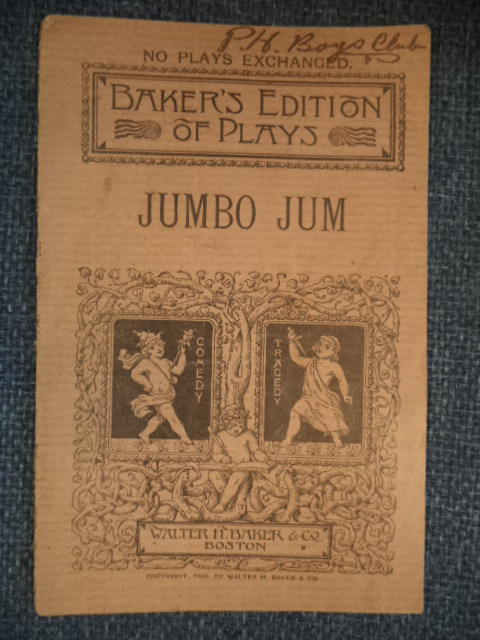 P.H. Boys Club
NO PLAYS EXCHANGED.
BAKER'S EDITION
OF PLAYS
JUMBO JUM
COMEDY
TRAGEDY
WALTER H. BAKER & CO.
BOSTON
COPYRIGHT, BY WALTER H. BAKER & CO